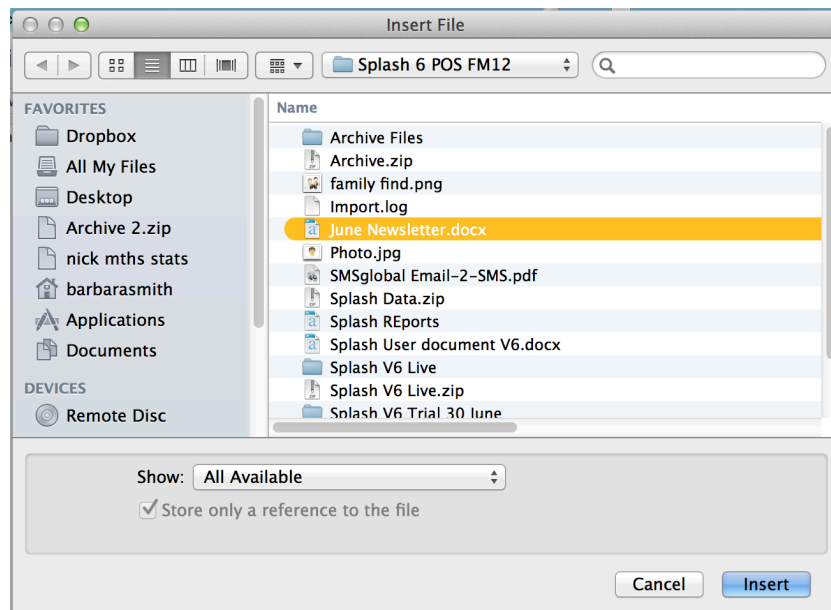 Insert File
Splash 6 POS FM12
FAVORITES
Dropbox
All My Files
Desktop
Archive 2.zip
nick mths stats
barbarasmith
Applications
Documents
DEVICES
Remote Disc
Name
Archive Files
Archive.zip
family find.png
Import.log
June Newsletter.docx
Photo.jpg
SMSglobal Email-2-SMS.pdf
Splash Data.zip
Splash REports
Splash User document V6.docx
Splash V6 Live
Splash V6 Live.zip
Splash V6 Trial 30 June
Show: All Available
Store only a reference to the file
Cancel Insert